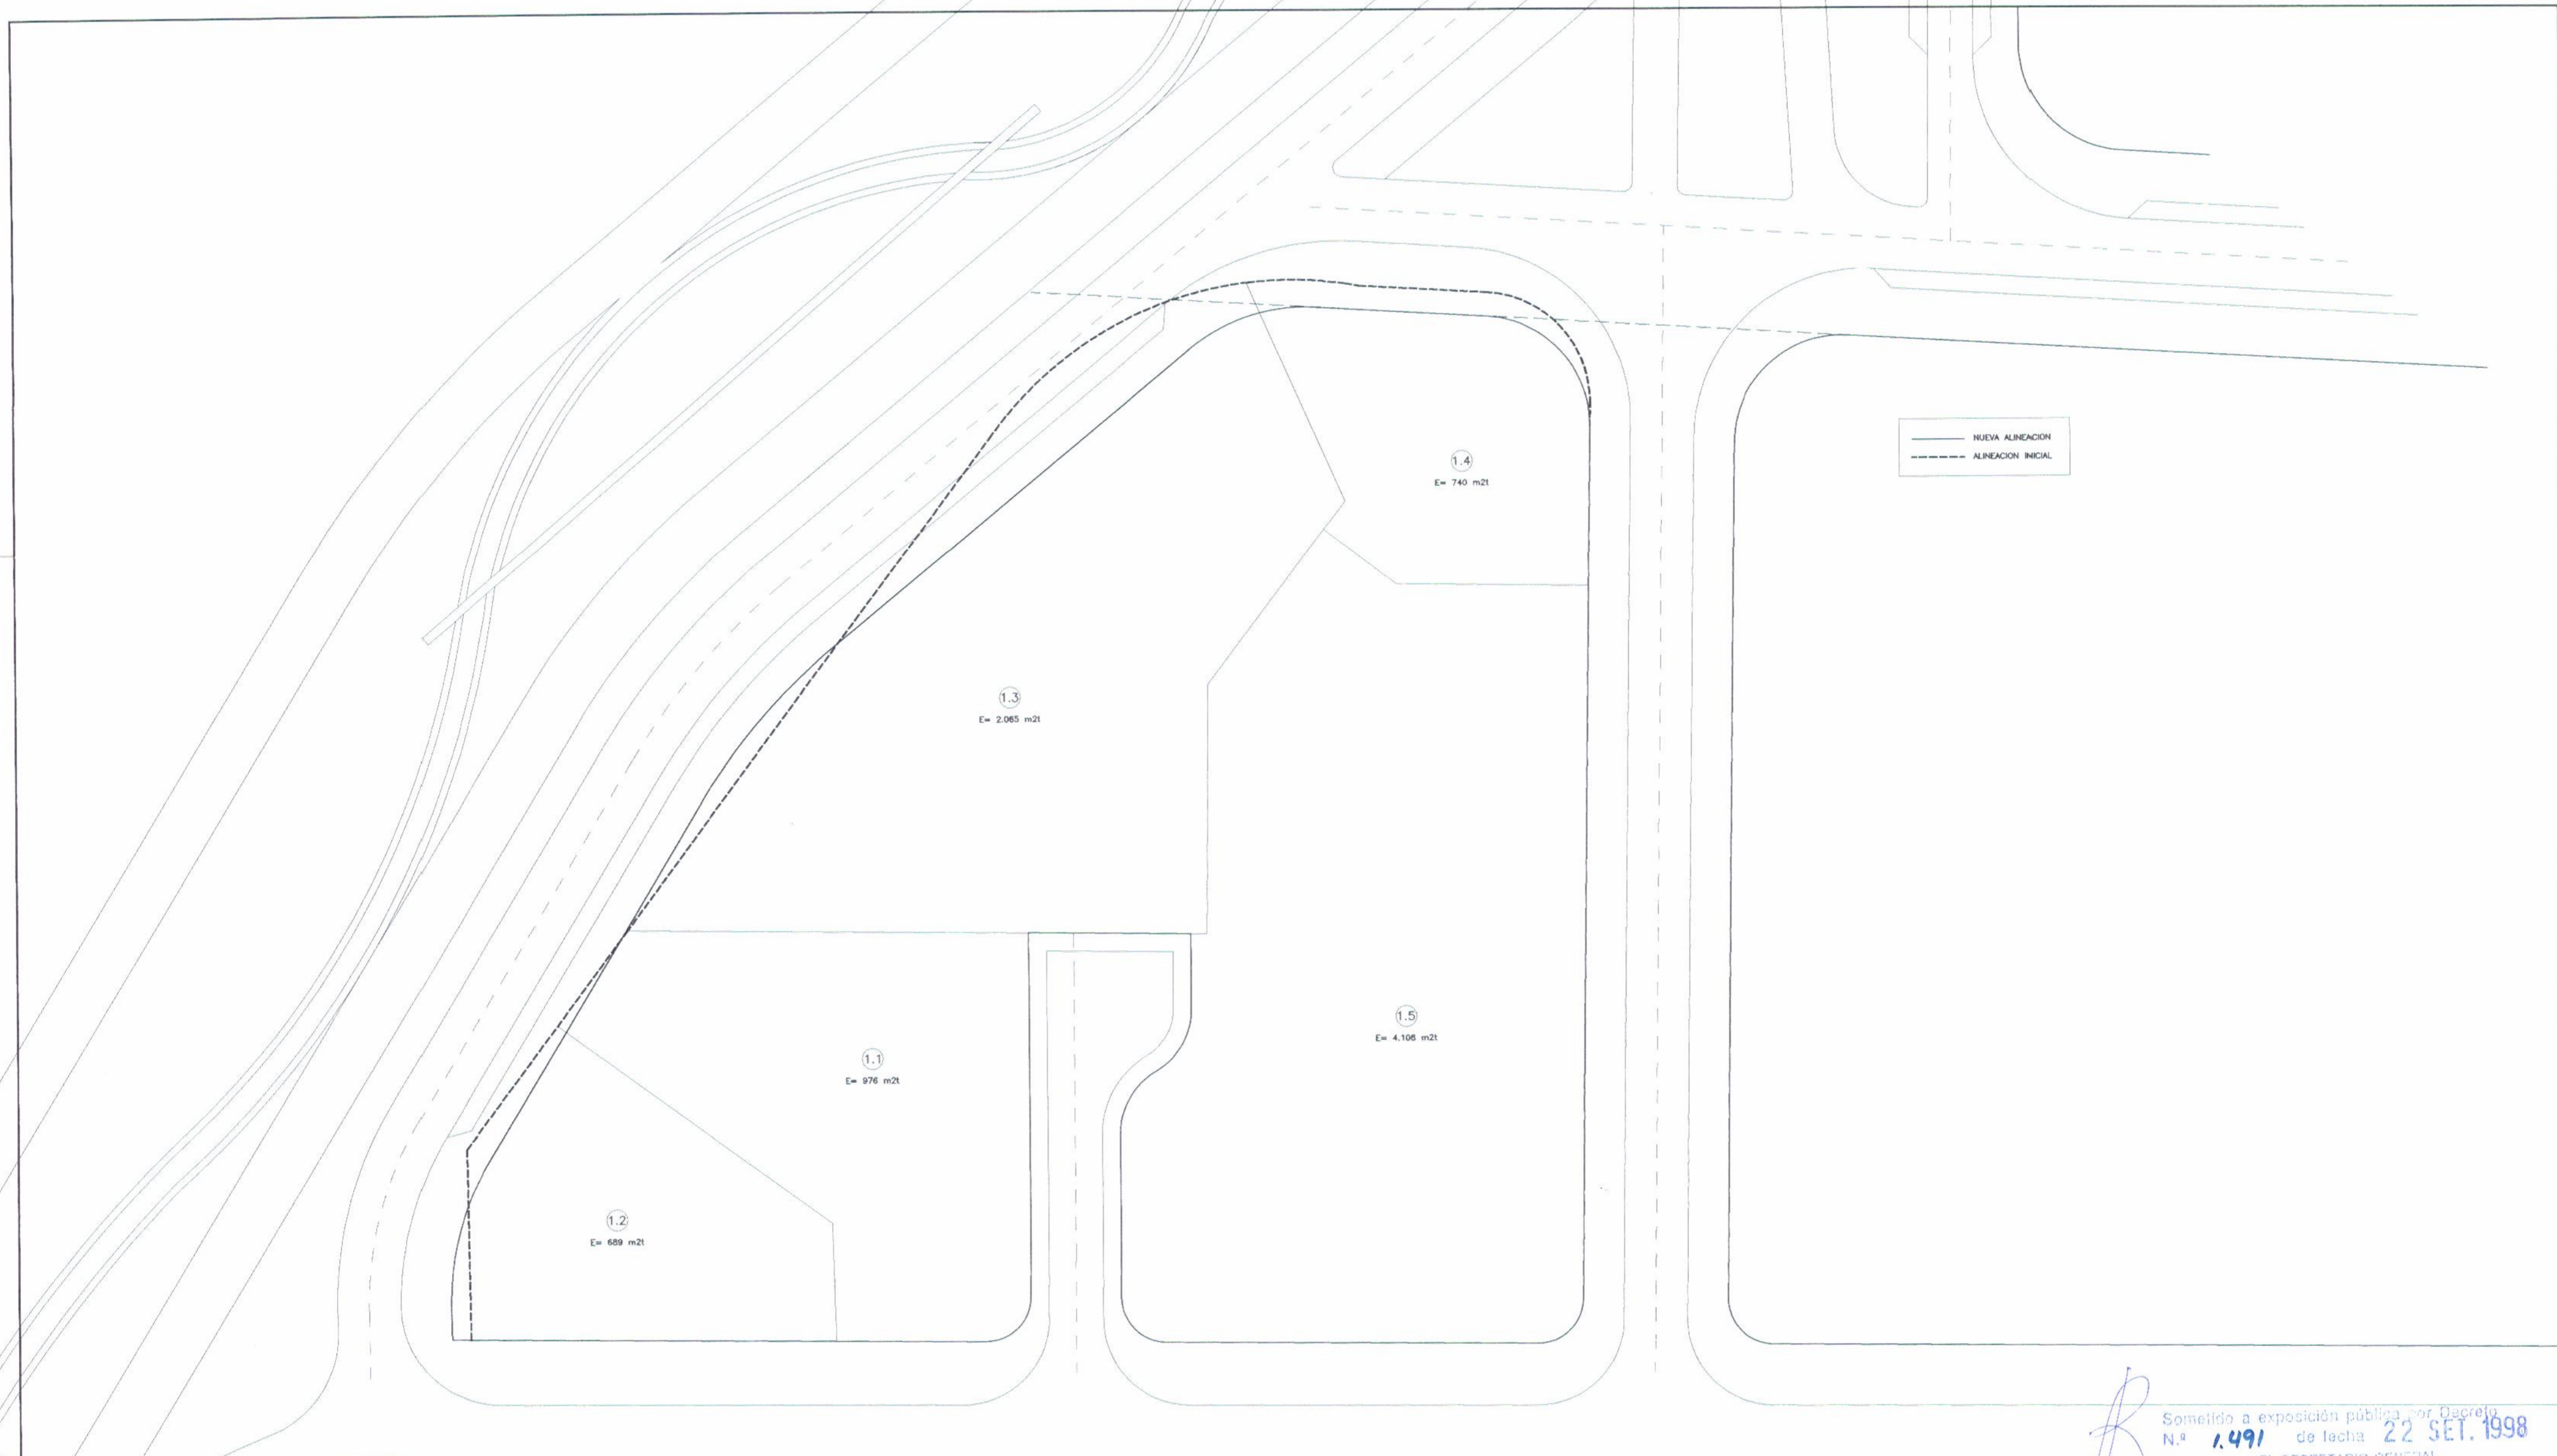 NUEVA ALINEACION
ALINEACION INICIAL
1.4
E= 740 m2t
1.3
E= 2.065 m2t
1.5
E= 4.106 m2t
1.1
E= 976 m2t
1.2
E= 689 m2t
Sometido a exposición pública por Decreto
N.º 1.491 de fecha 22 SET. 1998